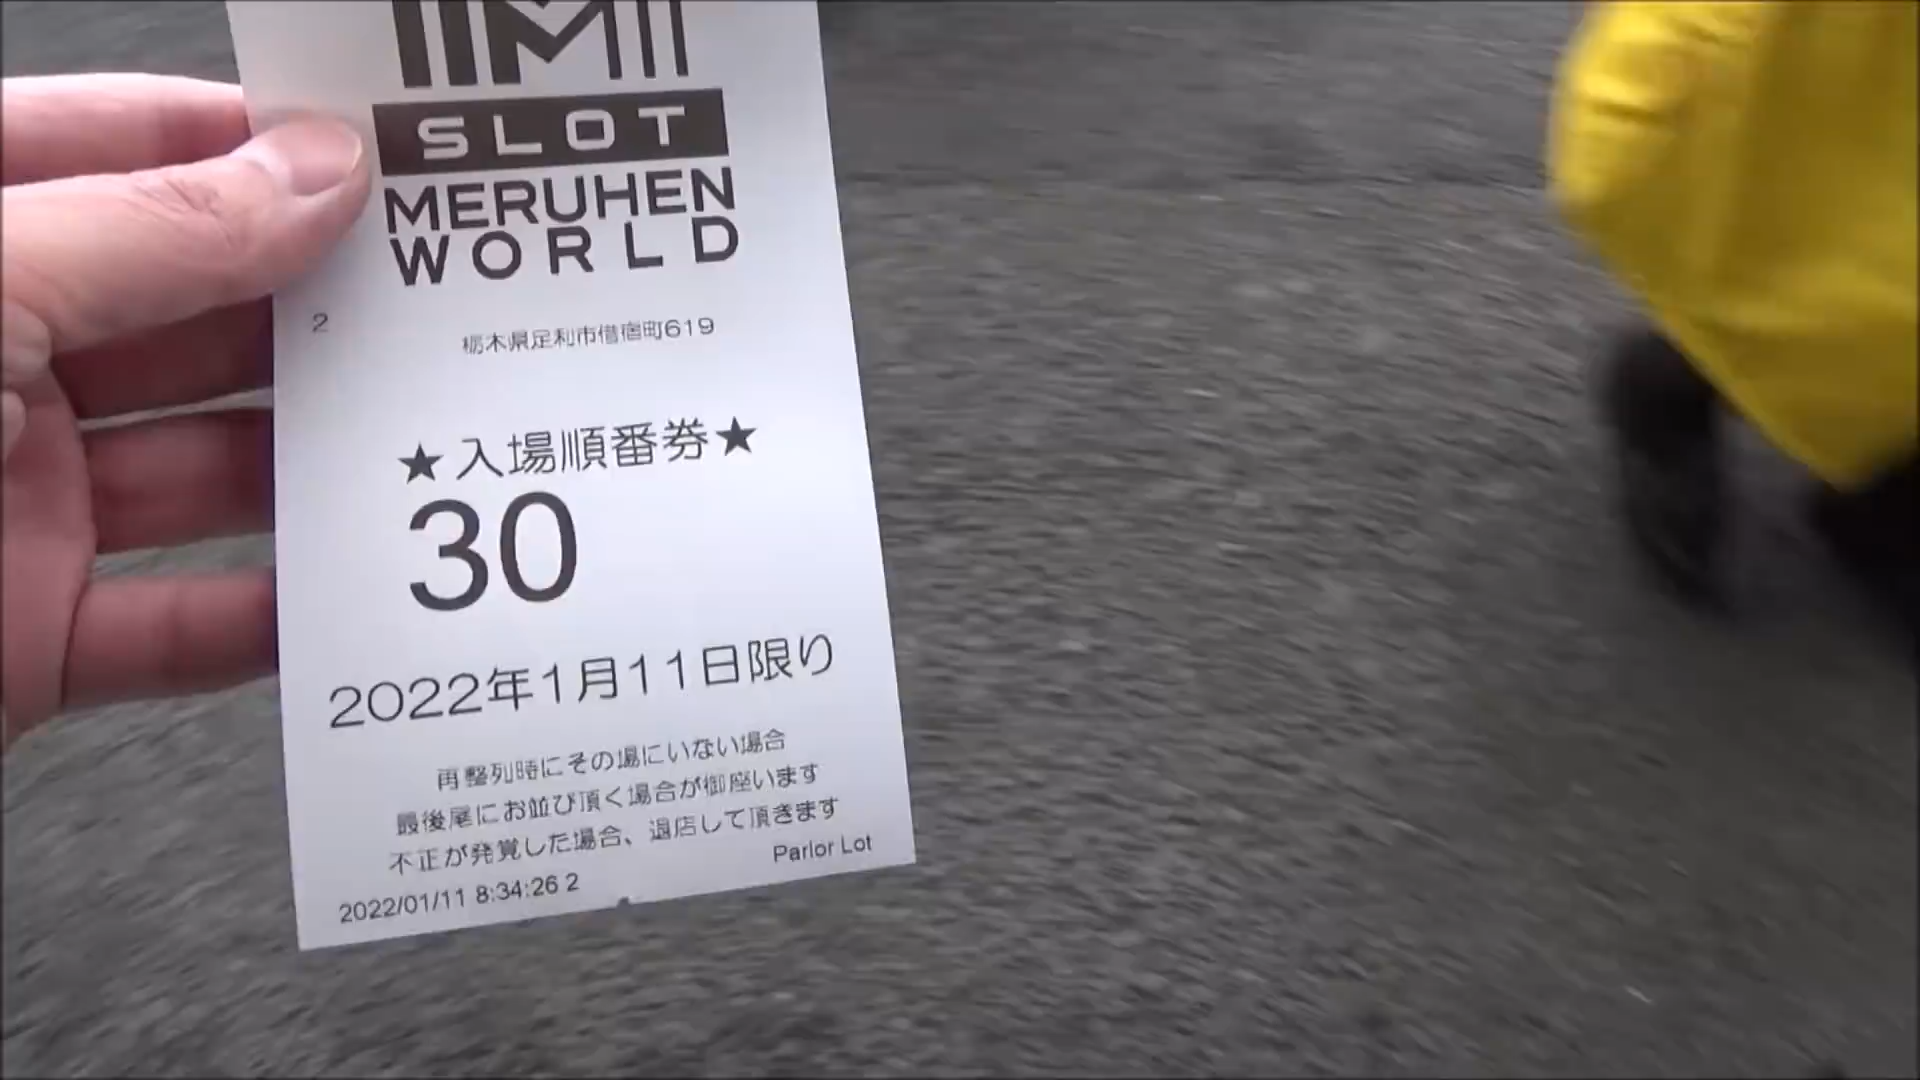 SLOT
MERUHEN
WORLD
2
栃木県足利市借宿町619
★入場順番券★
30
2022年1月11日限り
再整列時にその場にいない場合
最後尾にお並び頂く場合が御座います
不正が発覚した場合、退店して頂きます
Parlor Lot
2022/01/11 8:34:26 2